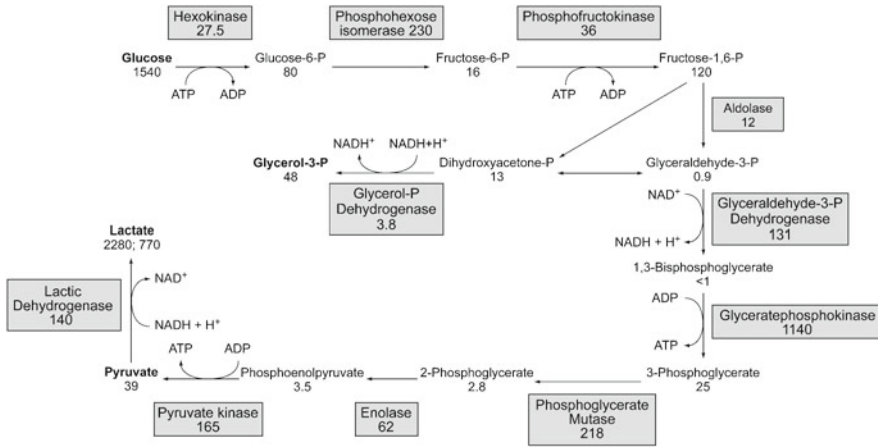 Hexokinase
27.5
Phosphohexose
isomerase 230
Phosphofructokinase
36
Glucose
1540
Glucose-6-P
80
Fructose-6-P
16
Fructose-1,6-P
120
ATP
ADP
ATP
ADP
Aldolase
12
NADH⁺
NADH+H⁺
Glycerol-3-P
48
Dihydroxyacetone-P
13
Glyceraldehyde-3-P
0.9
Glycerol-P
Dehydrogenase
3.8
NAD⁺
NADH + H⁺
Glyceraldehyde-3-P
Dehydrogenase
131
Lactate
2280; 770
1,3-Bisphosphoglycerate
<1
Lactic
Dehydrogenase
140
NAD⁺
NADH + H⁺
ADP
ATP
Glyceratephosphokinase
1140
ATP
ADP
Pyruvate
39
Phosphoenolpyruvate
3.5
2-Phosphoglycerate
2.8
3-Phosphoglycerate
25
Pyruvate kinase
165
Enolase
62
Phosphoglycerate
Mutase
218